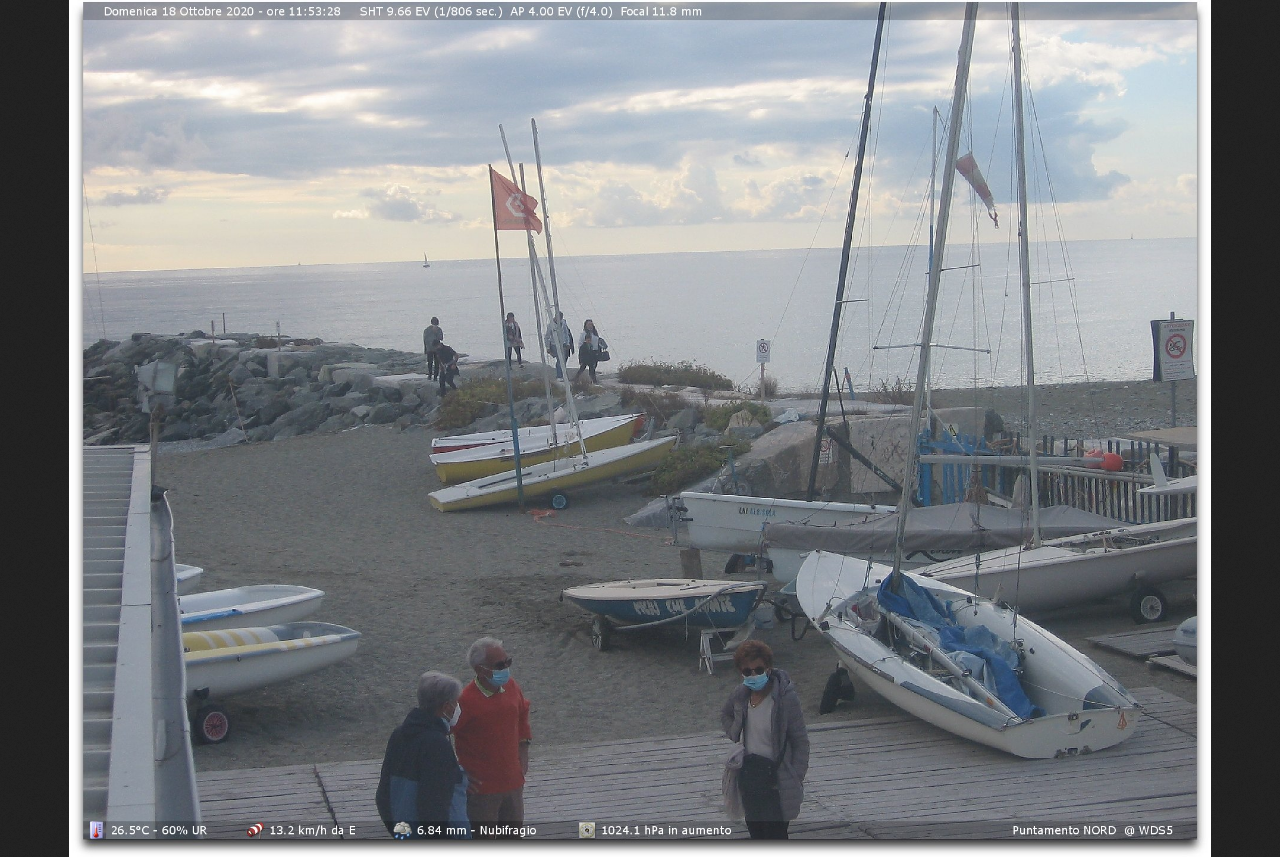 Domenica 18 Ottobre 2020 - ore 11:53:28 SHT 9.66 EV (1/806 sec.) AP 4.00 EV (f/4.0) Focal 11.8 mm
26.5°C - 60% UR 13.2 km/h da E 6.84 mm - Nubifragio 1024.1 hPa in aumento Puntamento NORD @ WDS5